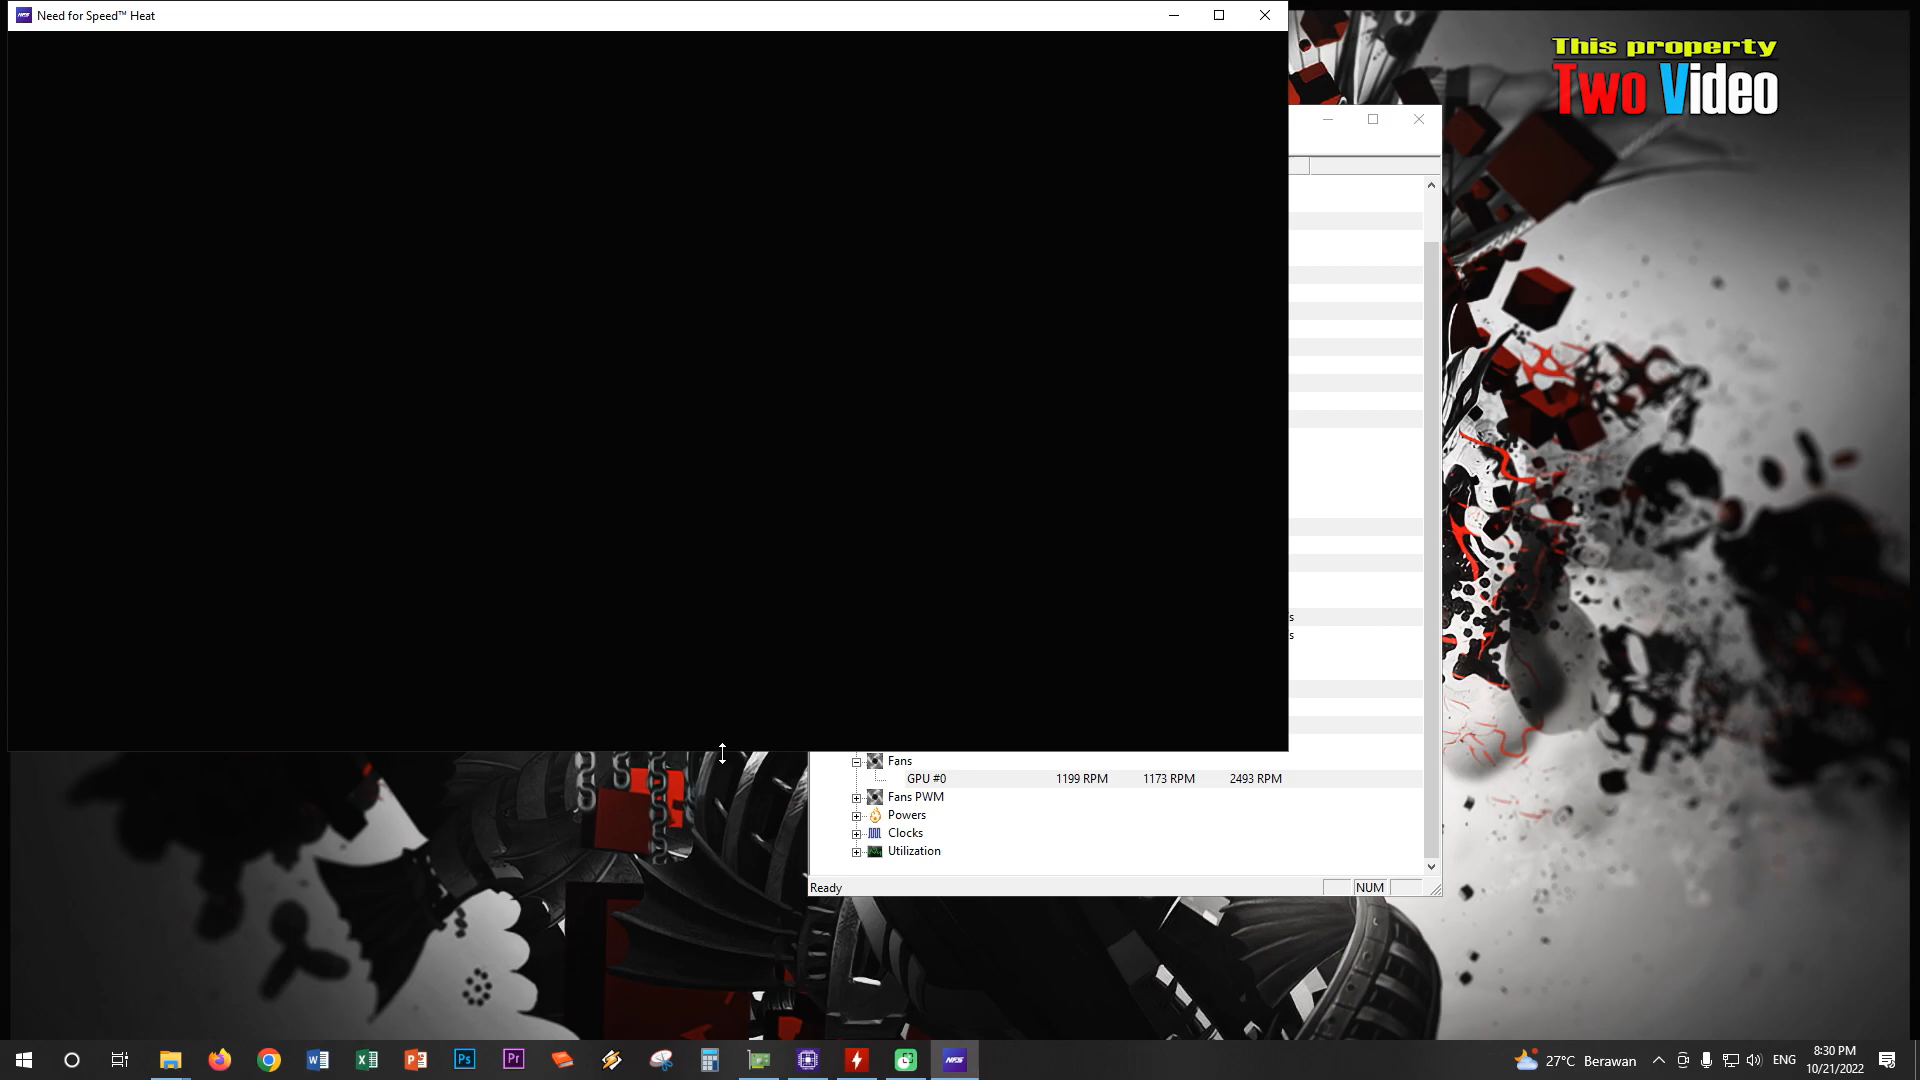 Need for Speed™ Heat
This property
Two Video
s
s
Fans
GPU #0 1199 RPM 1173 RPM 2493 RPM
Fans PWM
Powers
Clocks
Utilization
Ready NUM
27°C Berawan ENG 8:30 PM
10/21/2022